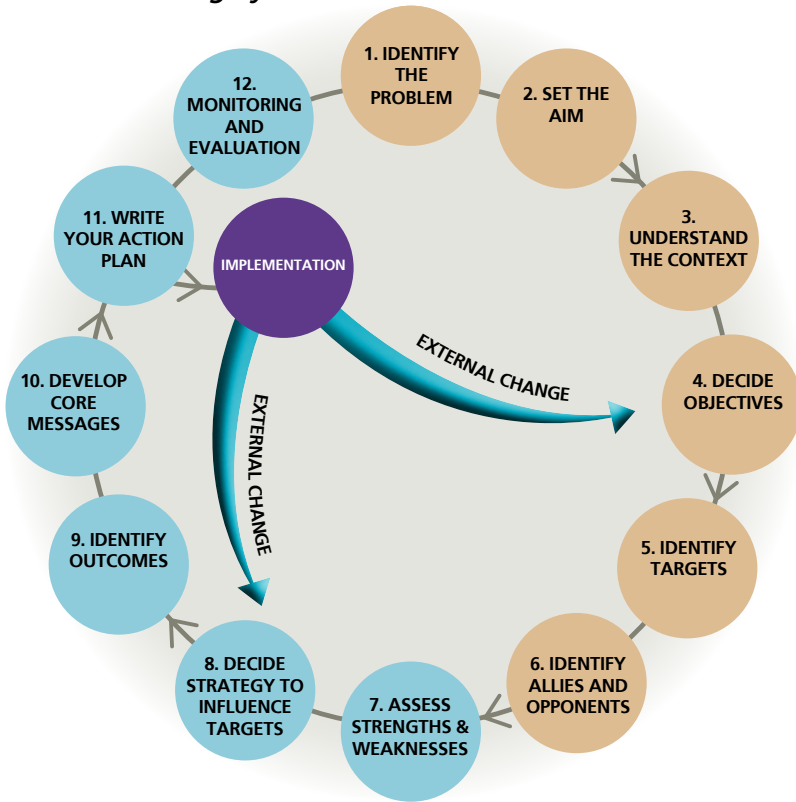 1. IDENTIFY
THE
PROBLEM
2. SET THE
AIM
3.
UNDERSTAND
THE CONTEXT
4. DECIDE
OBJECTIVES
5. IDENTIFY
TARGETS
6. IDENTIFY
ALLIES AND
OPPONENTS
7. ASSESS
STRENGTHS &
WEAKNESSES
8. DECIDE
STRATEGY TO
INFLUENCE
TARGETS
9. IDENTIFY
OUTCOMES
10. DEVELOP
CORE
MESSAGES
11. WRITE
YOUR ACTION
PLAN
12.
MONITORING
AND
EVALUATION
IMPLEMENTATION
EXTERNAL CHANGE
EXTERNAL CHANGE